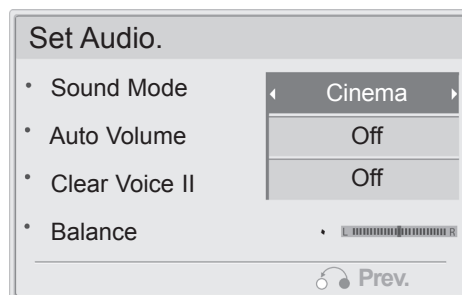 Set Audio.
• Sound Mode Cinema
• Auto Volume Off
• Clear Voice II Off
• Balance L R
Prev.